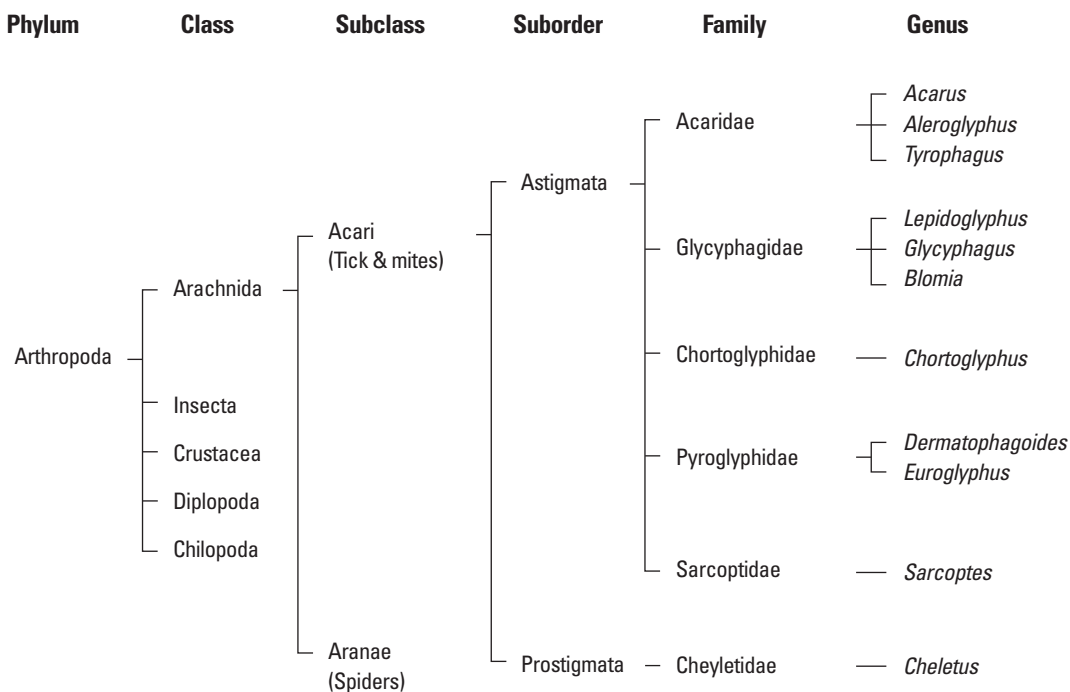 Phylum Class Subclass Suborder Family Genus
Acarus
Acaridae Aleroglyphus
Tyrophagus
Astigmata
Lepidoglyphus
Acari
(Tick & mites)
Glycyphagidae Glycyphagus
Blomia
Arachnida
Arthropoda Chortoglyphidae Chortoglyphus
Insecta
Dermatophagoides
Crustacea Pyroglyphidae
Euroglyphus
Diplopoda
Chilopoda
Sarcoptidae Sarcoptes
Aranae
(Spiders)
Prostigmata Cheyletidae Cheletus